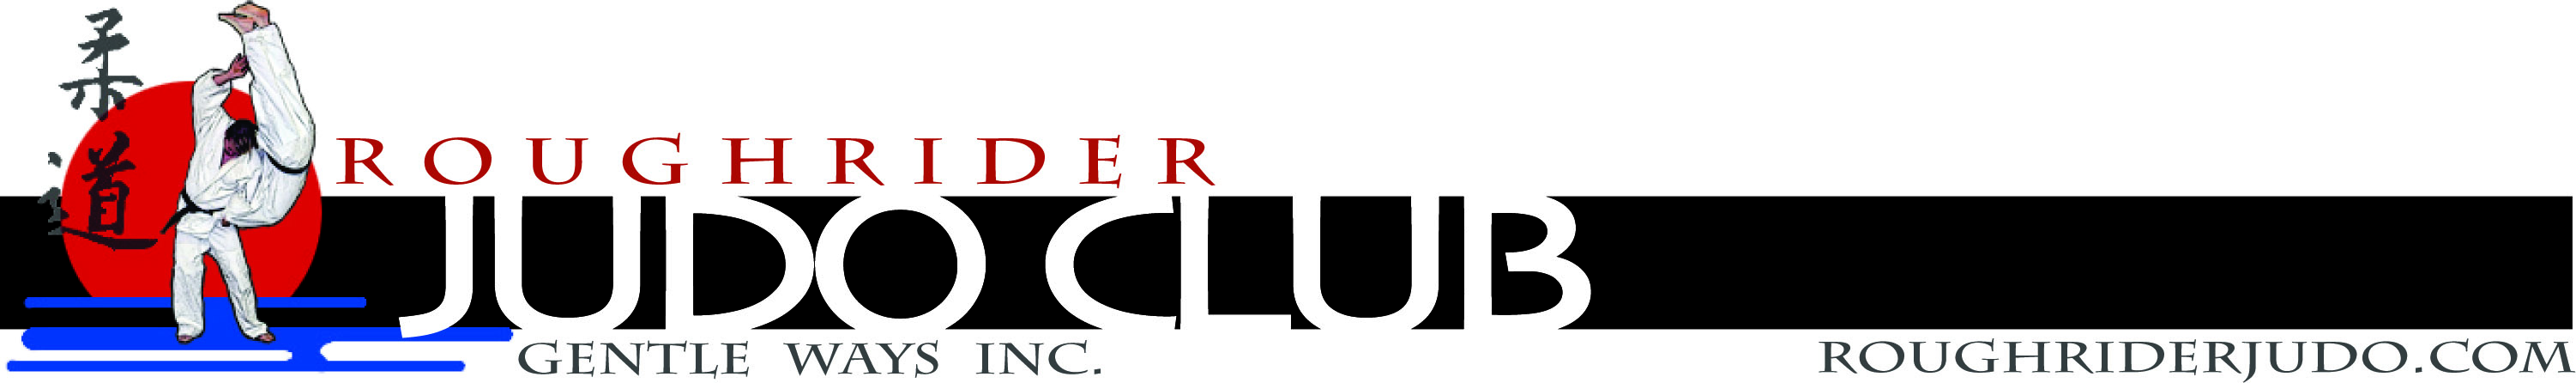 柔道
ROUGHRIDER
JUDO CLUB
GENTLE WAYS INC.
ROUGHRIDERJUDO.COM